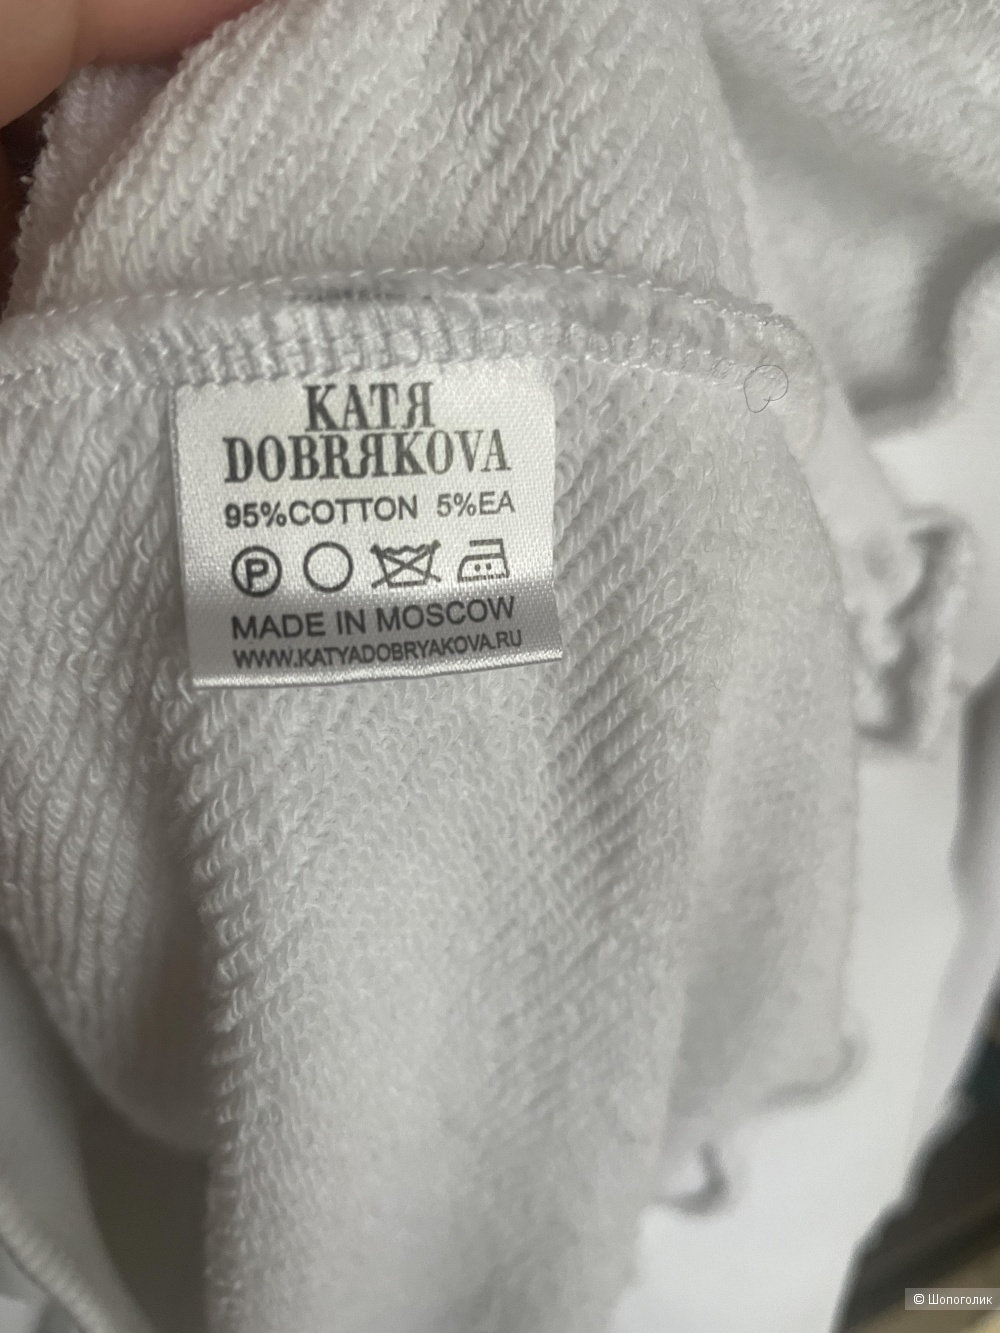 KATЯ
DOBRЯKOVA
95%COTTON 5%EA
P
MADE IN MOSCOW
WWW.KATYADOBRYAKOVA.RU
© Шопоголик